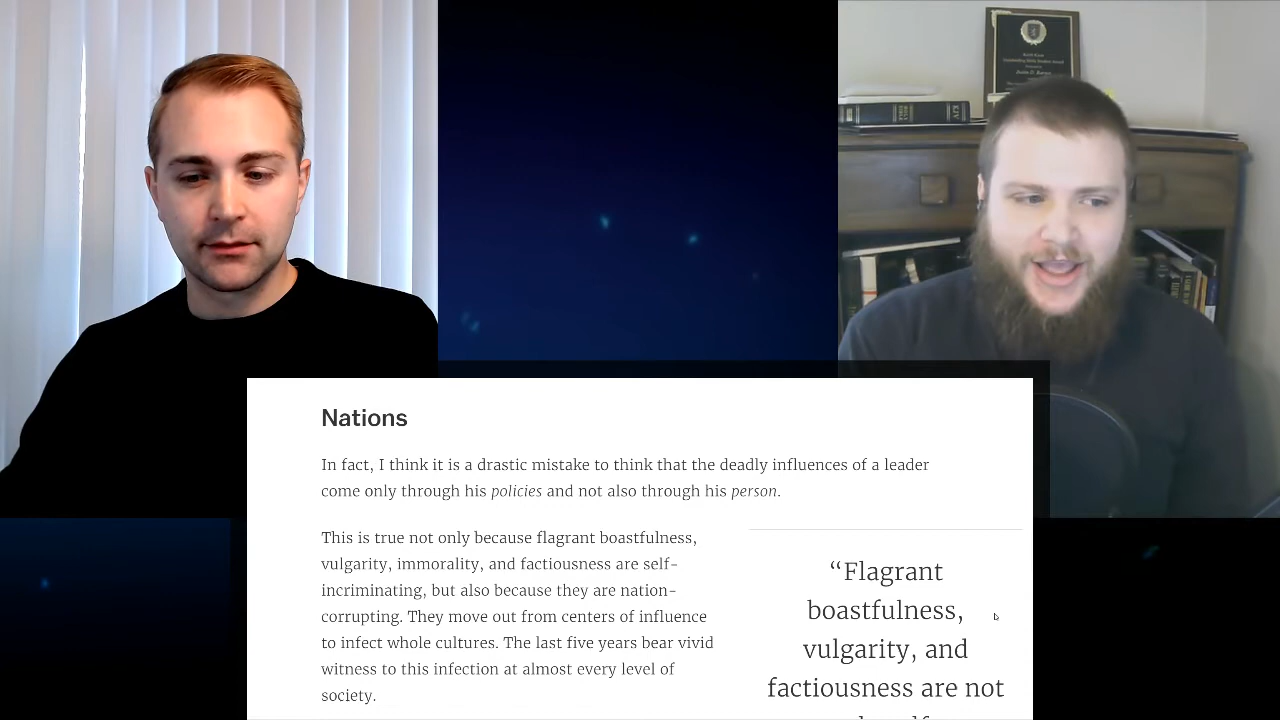 KJV
Nations
In fact, I think it is a drastic mistake to think that the deadly influences of a leader
come only through his policies and not also through his person.
This is true not only because flagrant boastfulness,
vulgarity, immorality, and factiousness are self-
incriminating, but also because they are nation-
corrupting. They move out from centers of influence
to infect whole cultures. The last five years bear vivid
witness to this infection at almost every level of
society.
“Flagrant
boastfulness,
vulgarity, and
factiousness are not